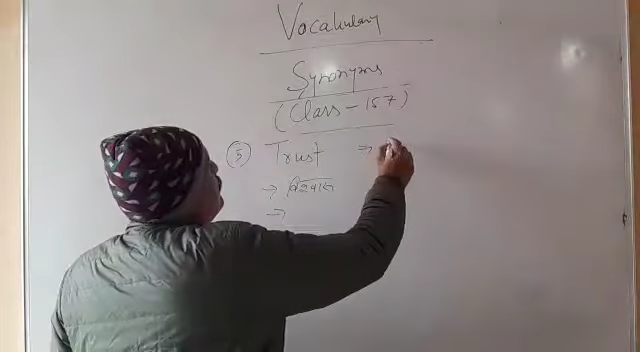 Vocabulary
Synonyms
(Class - 157)
(5) Trust ⇒
→ विश्वास
→